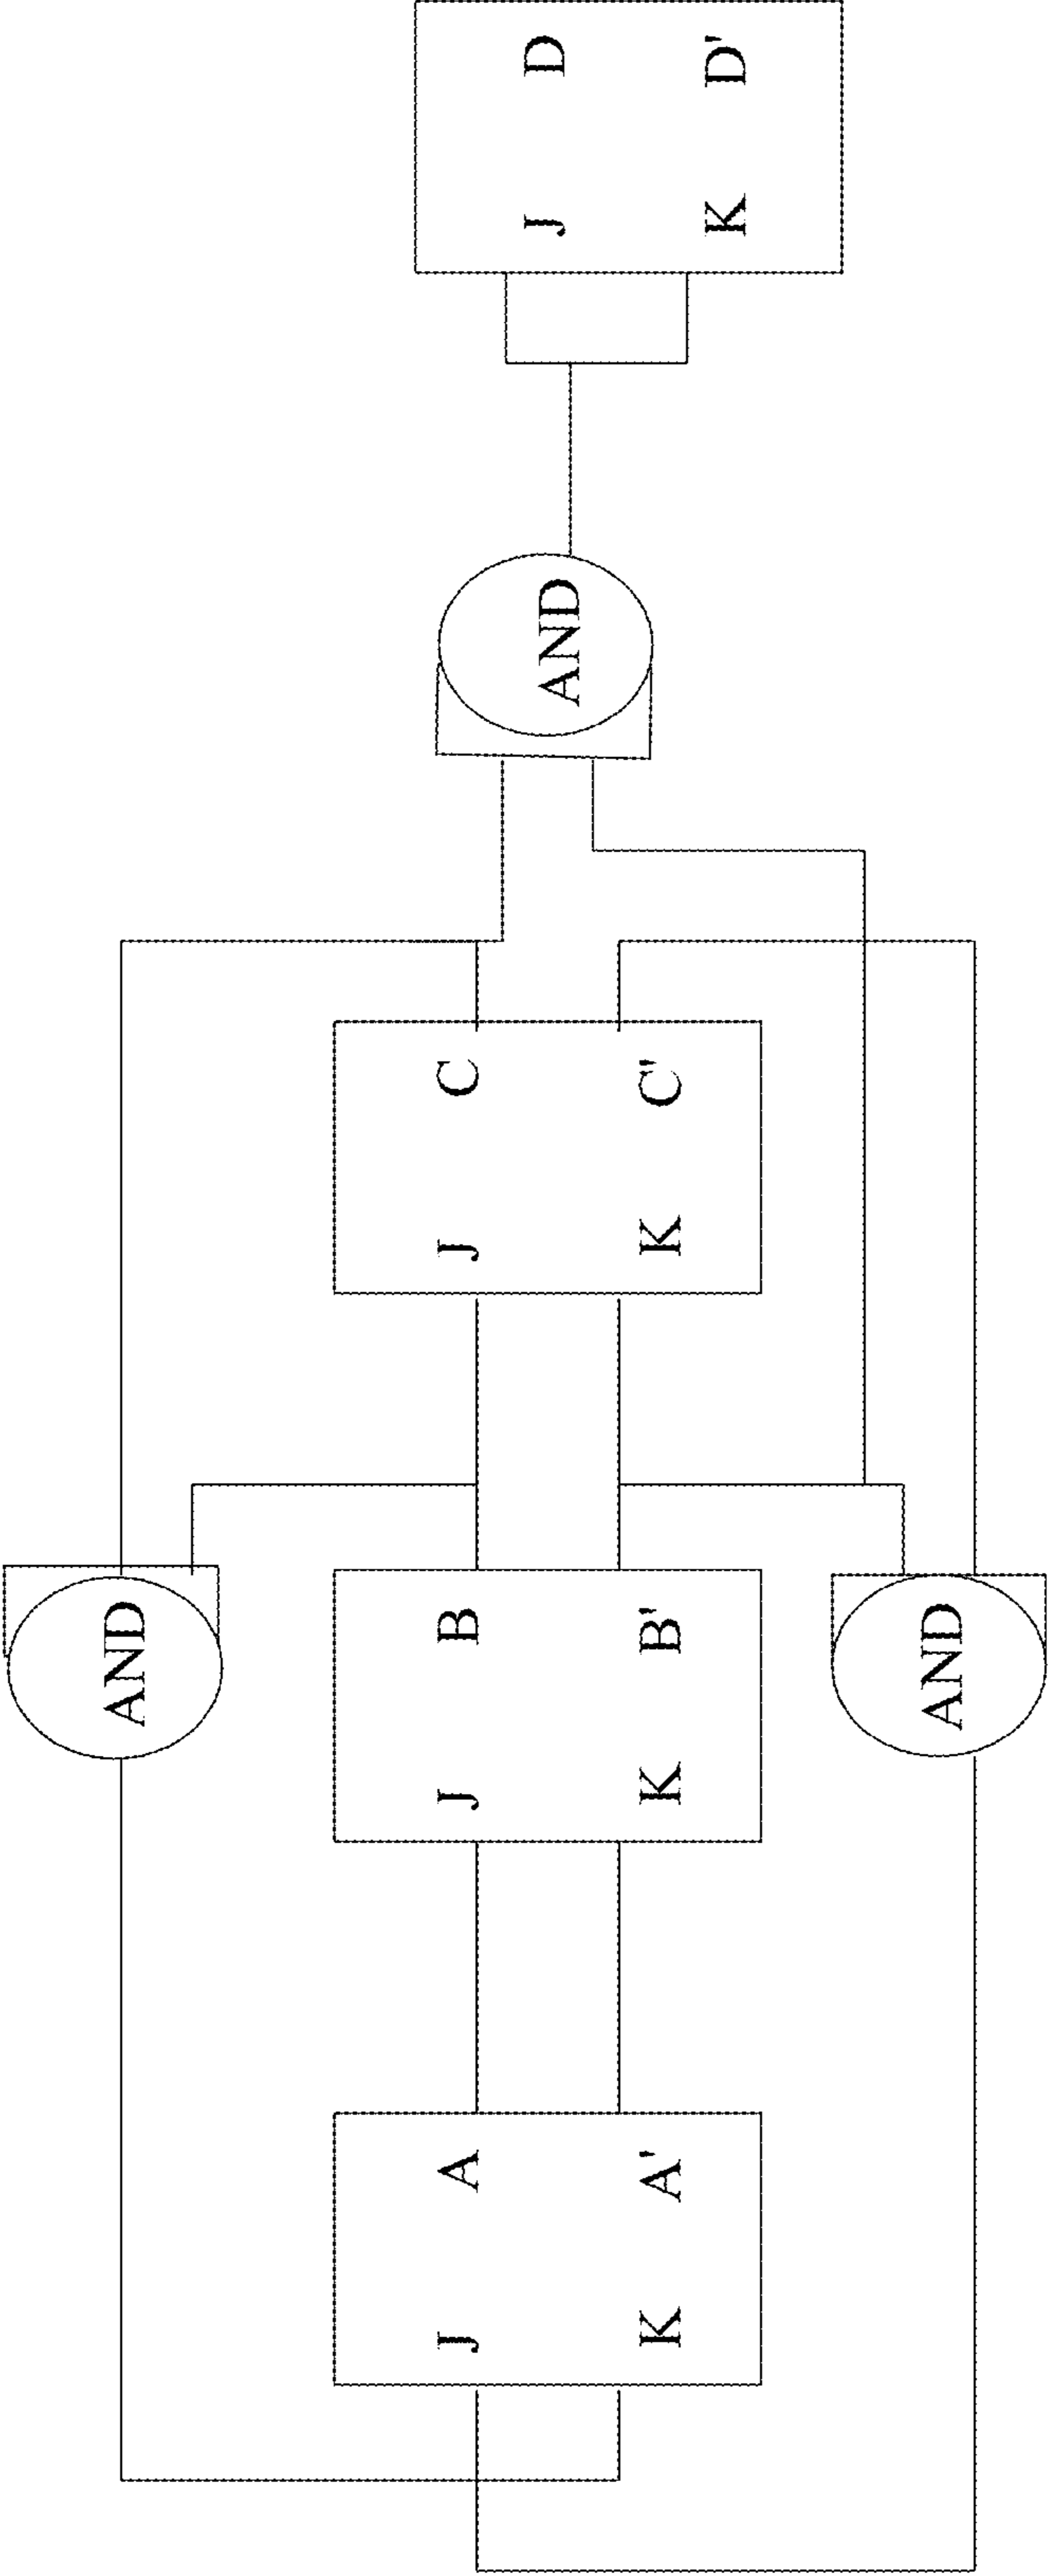 AND
J A J B J C
AND J D
K A' K B' K C'
K D'
AND